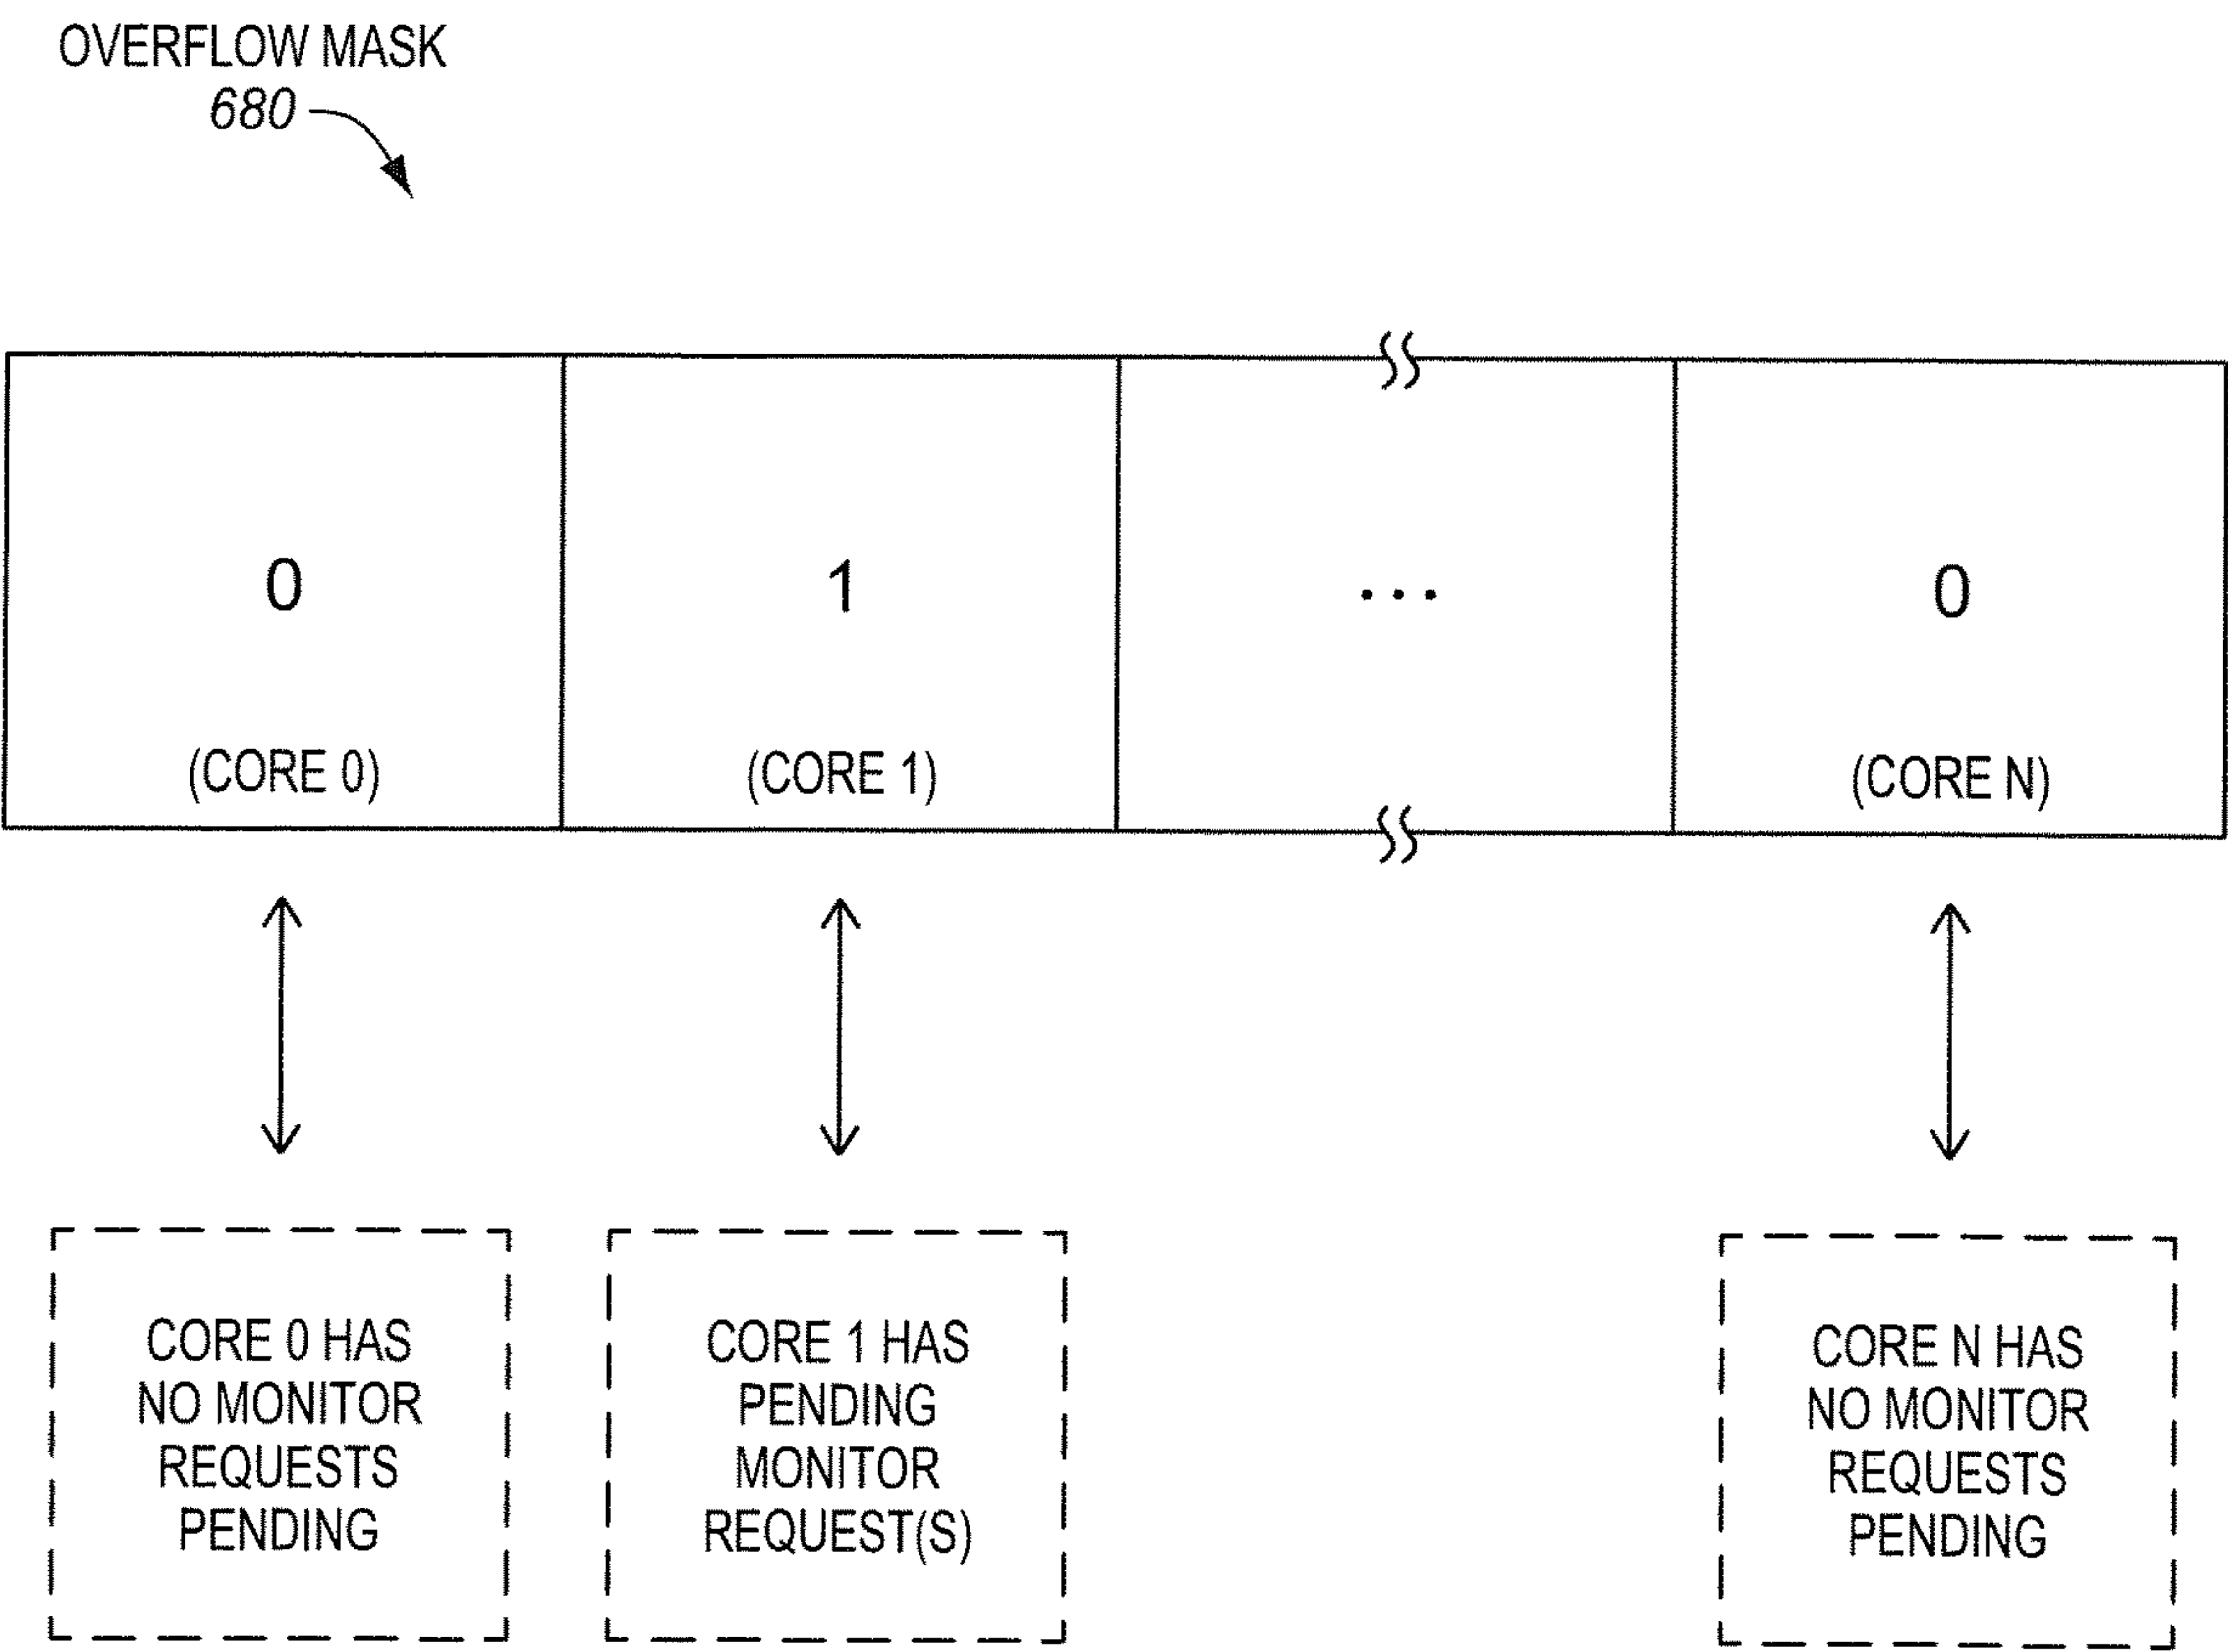 OVERFLOW MASK
680
0
1
...
0
(CORE 0)
(CORE 1)
(CORE N)
CORE 0 HAS
NO MONITOR
REQUESTS
PENDING
CORE 1 HAS
PENDING
MONITOR
REQUEST(S)
CORE N HAS
NO MONITOR
REQUESTS
PENDING